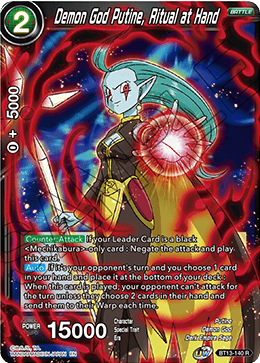 2
Demon God Putine, Ritual at Hand
BATTLE
0 + 5000
Counter:Attack If your Leader Card is a black
<Mechikabura>-only card : Negate the attack and play
this card.
Auto If it's your opponent's turn and you choose 1 card
in your hand and place it at the bottom of your deck :
When this card is played, your opponent can't attack for
the turn unless they choose 2 cards in their hand and
send them to their Warp each time.
POWER 15000
Character Putine
Special Trait Demon God
Era Dark Empire Saga
BT13-140 R